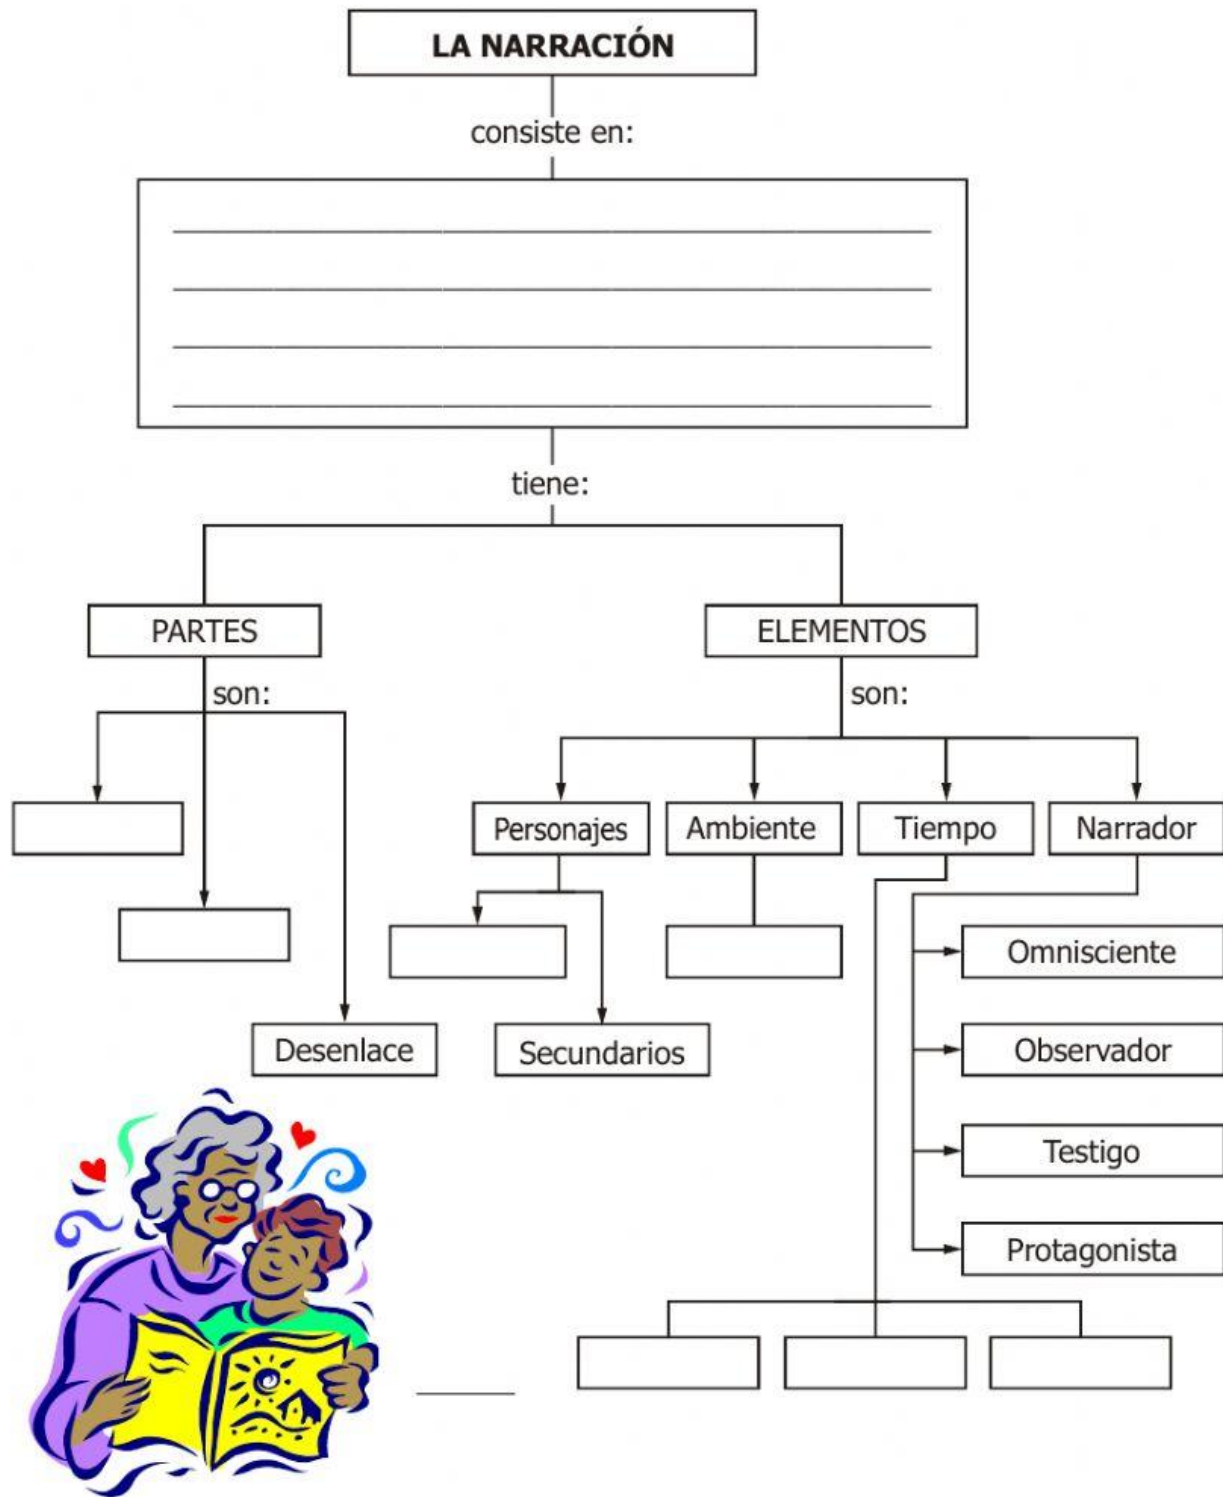 LA NARRACIÓN
consiste en:
tiene:
PARTES
ELEMENTOS
son:
son:
Personajes
Ambiente
Tiempo
Narrador
Omnisciente
Desenlace
Secundarios
Observador
Testigo
Protagonista